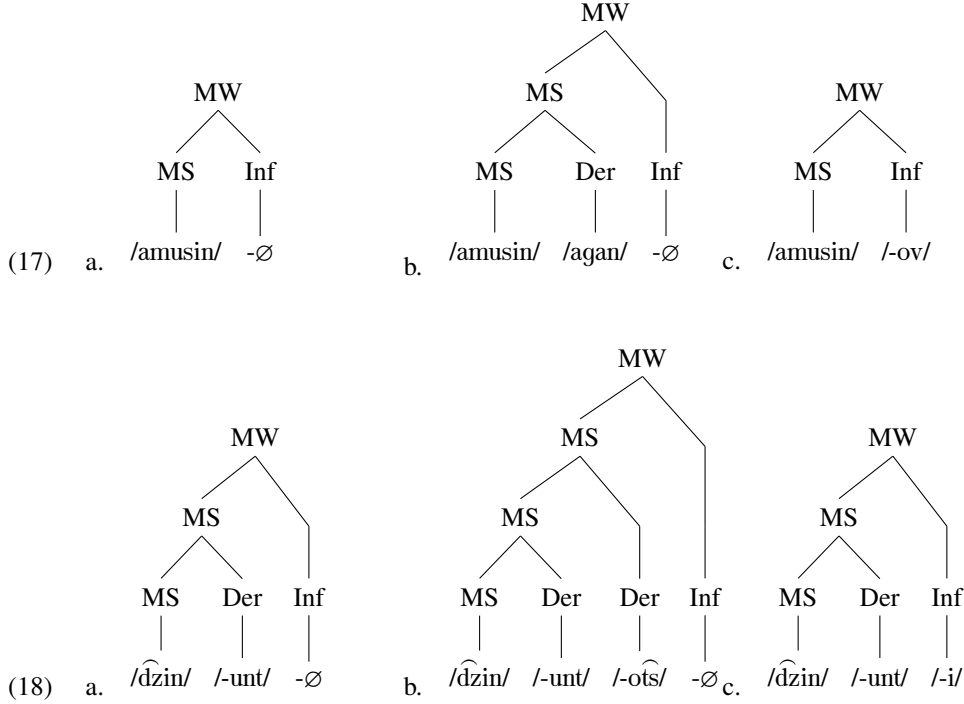 MW
MW MS MW
MS Inf MS Der Inf MS Inf
(17) a. /amusin/ -∅ b. /amusin/ /aɡan/ -∅ c. /amusin/ /-ov/
MW
MW MS MW
MS MS MS
MS Der Inf MS Der Der Inf MS Der Inf
(18) a. /d͡zin/ /-unt/ -∅ b. /d͡zin/ /-unt/ /-ot͡s/ -∅ c. /d͡zin/ /-unt/ /-i/